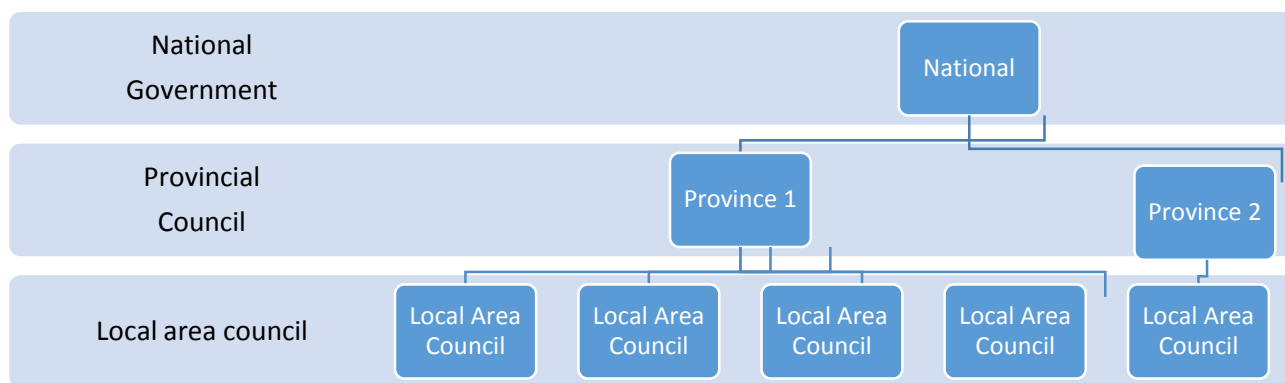 National
Government
National
Provincial
Council
Province 1
Province 2
Local area council
Local Area
Council
Local Area
Council
Local Area
Council
Local Area
Council
Local Area
Council